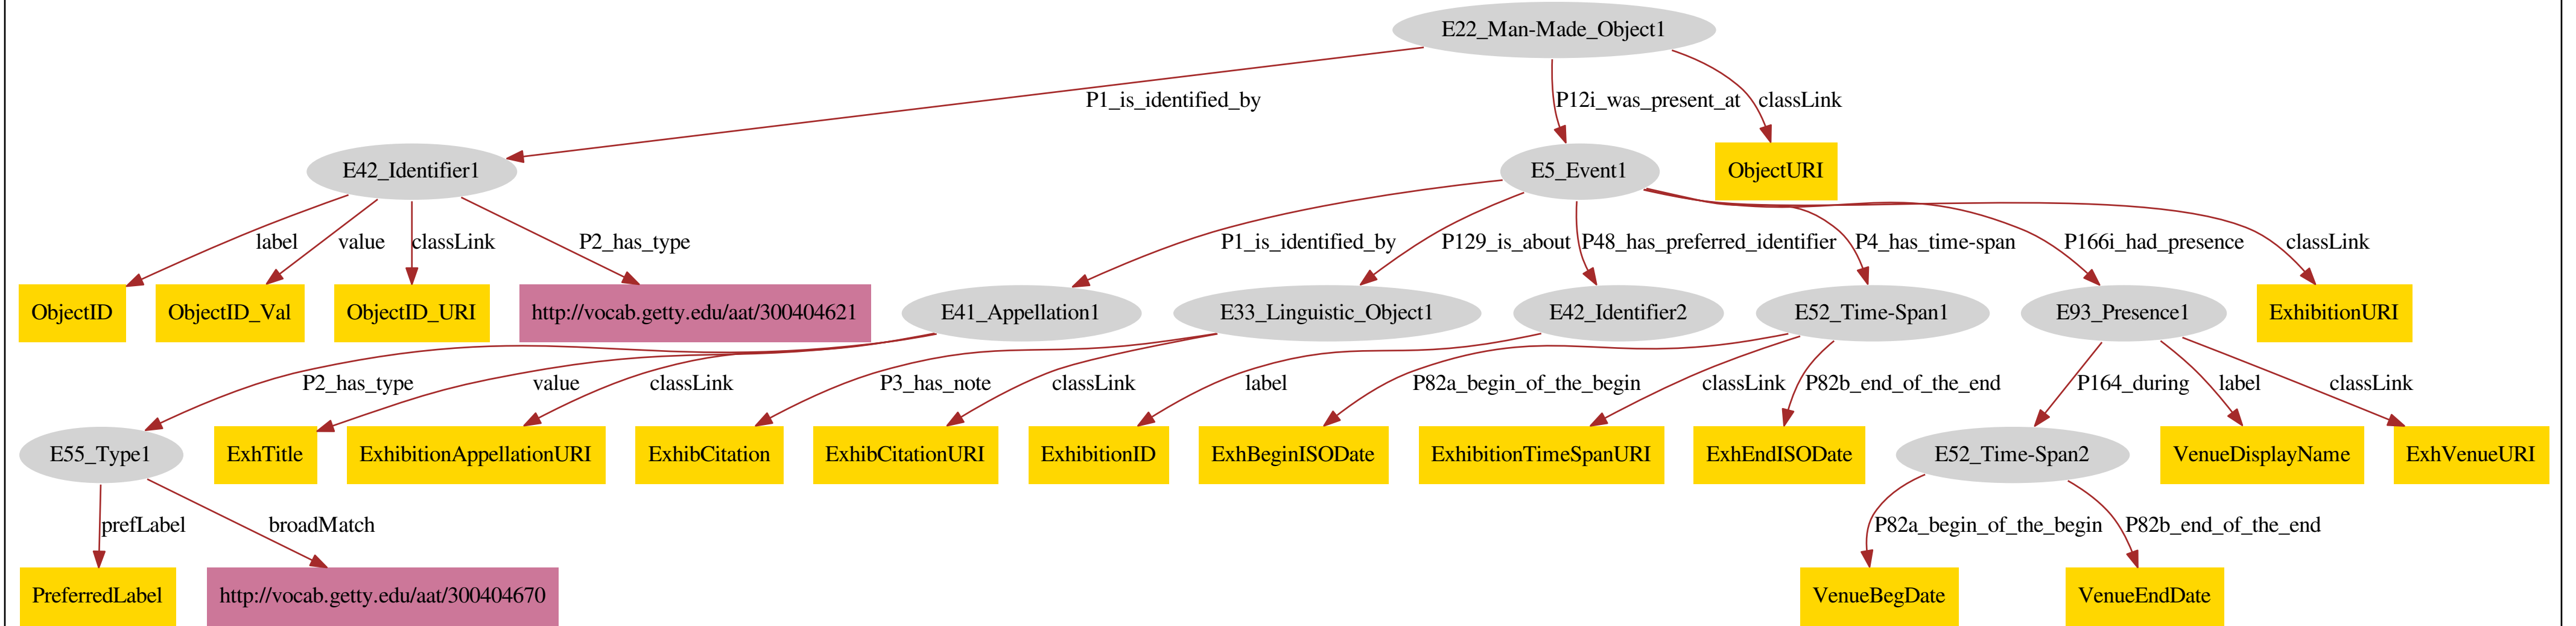 E22_Man-Made_Object1
P1_is_identified_by
P12i_was_present_at
classLink
E42_Identifier1
E5_Event1
ObjectURI
label
value
classLink
P2_has_type
P1_is_identified_by
P129_is_about
P48_has_preferred_identifier
P4_has_time-span
P166i_had_presence
classLink
ObjectID
ObjectID_Val
ObjectID_URI
http://vocab.getty.edu/aat/300404621
E41_Appellation1
E33_Linguistic_Object1
E42_Identifier2
E52_Time-Span1
E93_Presence1
ExhibitionURI
P2_has_type
value
classLink
P3_has_note
classLink
label
P82a_begin_of_the_begin
classLink
P82b_end_of_the_end
P164_during
label
classLink
E55_Type1
ExhTitle
ExhibitionAppellationURI
ExhibCitation
ExhibCitationURI
ExhibitionID
ExhBeginISODate
ExhibitionTimeSpanURI
ExhEndISODate
E52_Time-Span2
VenueDisplayName
ExhVenueURI
prefLabel
broadMatch
P82a_begin_of_the_begin
P82b_end_of_the_end
PreferredLabel
http://vocab.getty.edu/aat/300404670
VenueBegDate
VenueEndDate